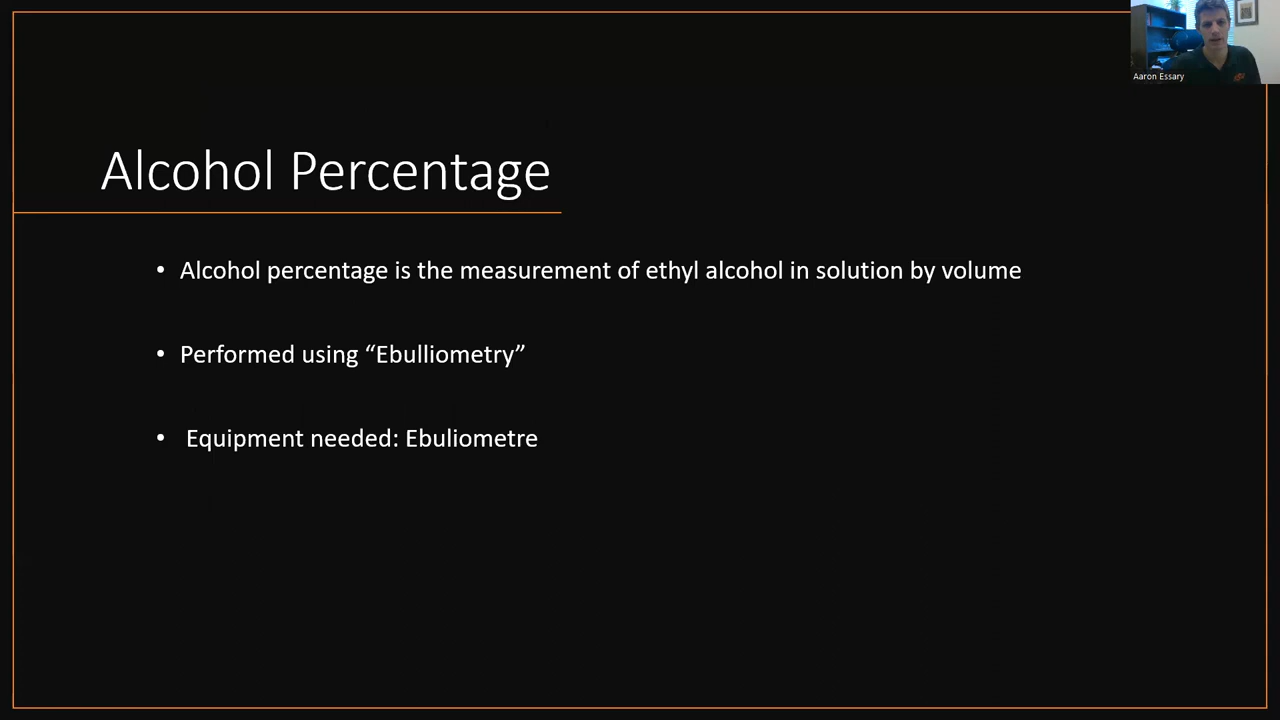 Aaron Essary
Alcohol Percentage
• Alcohol percentage is the measurement of ethyl alcohol in solution by volume
• Performed using “Ebulliometry”
• Equipment needed: Ebuliometre